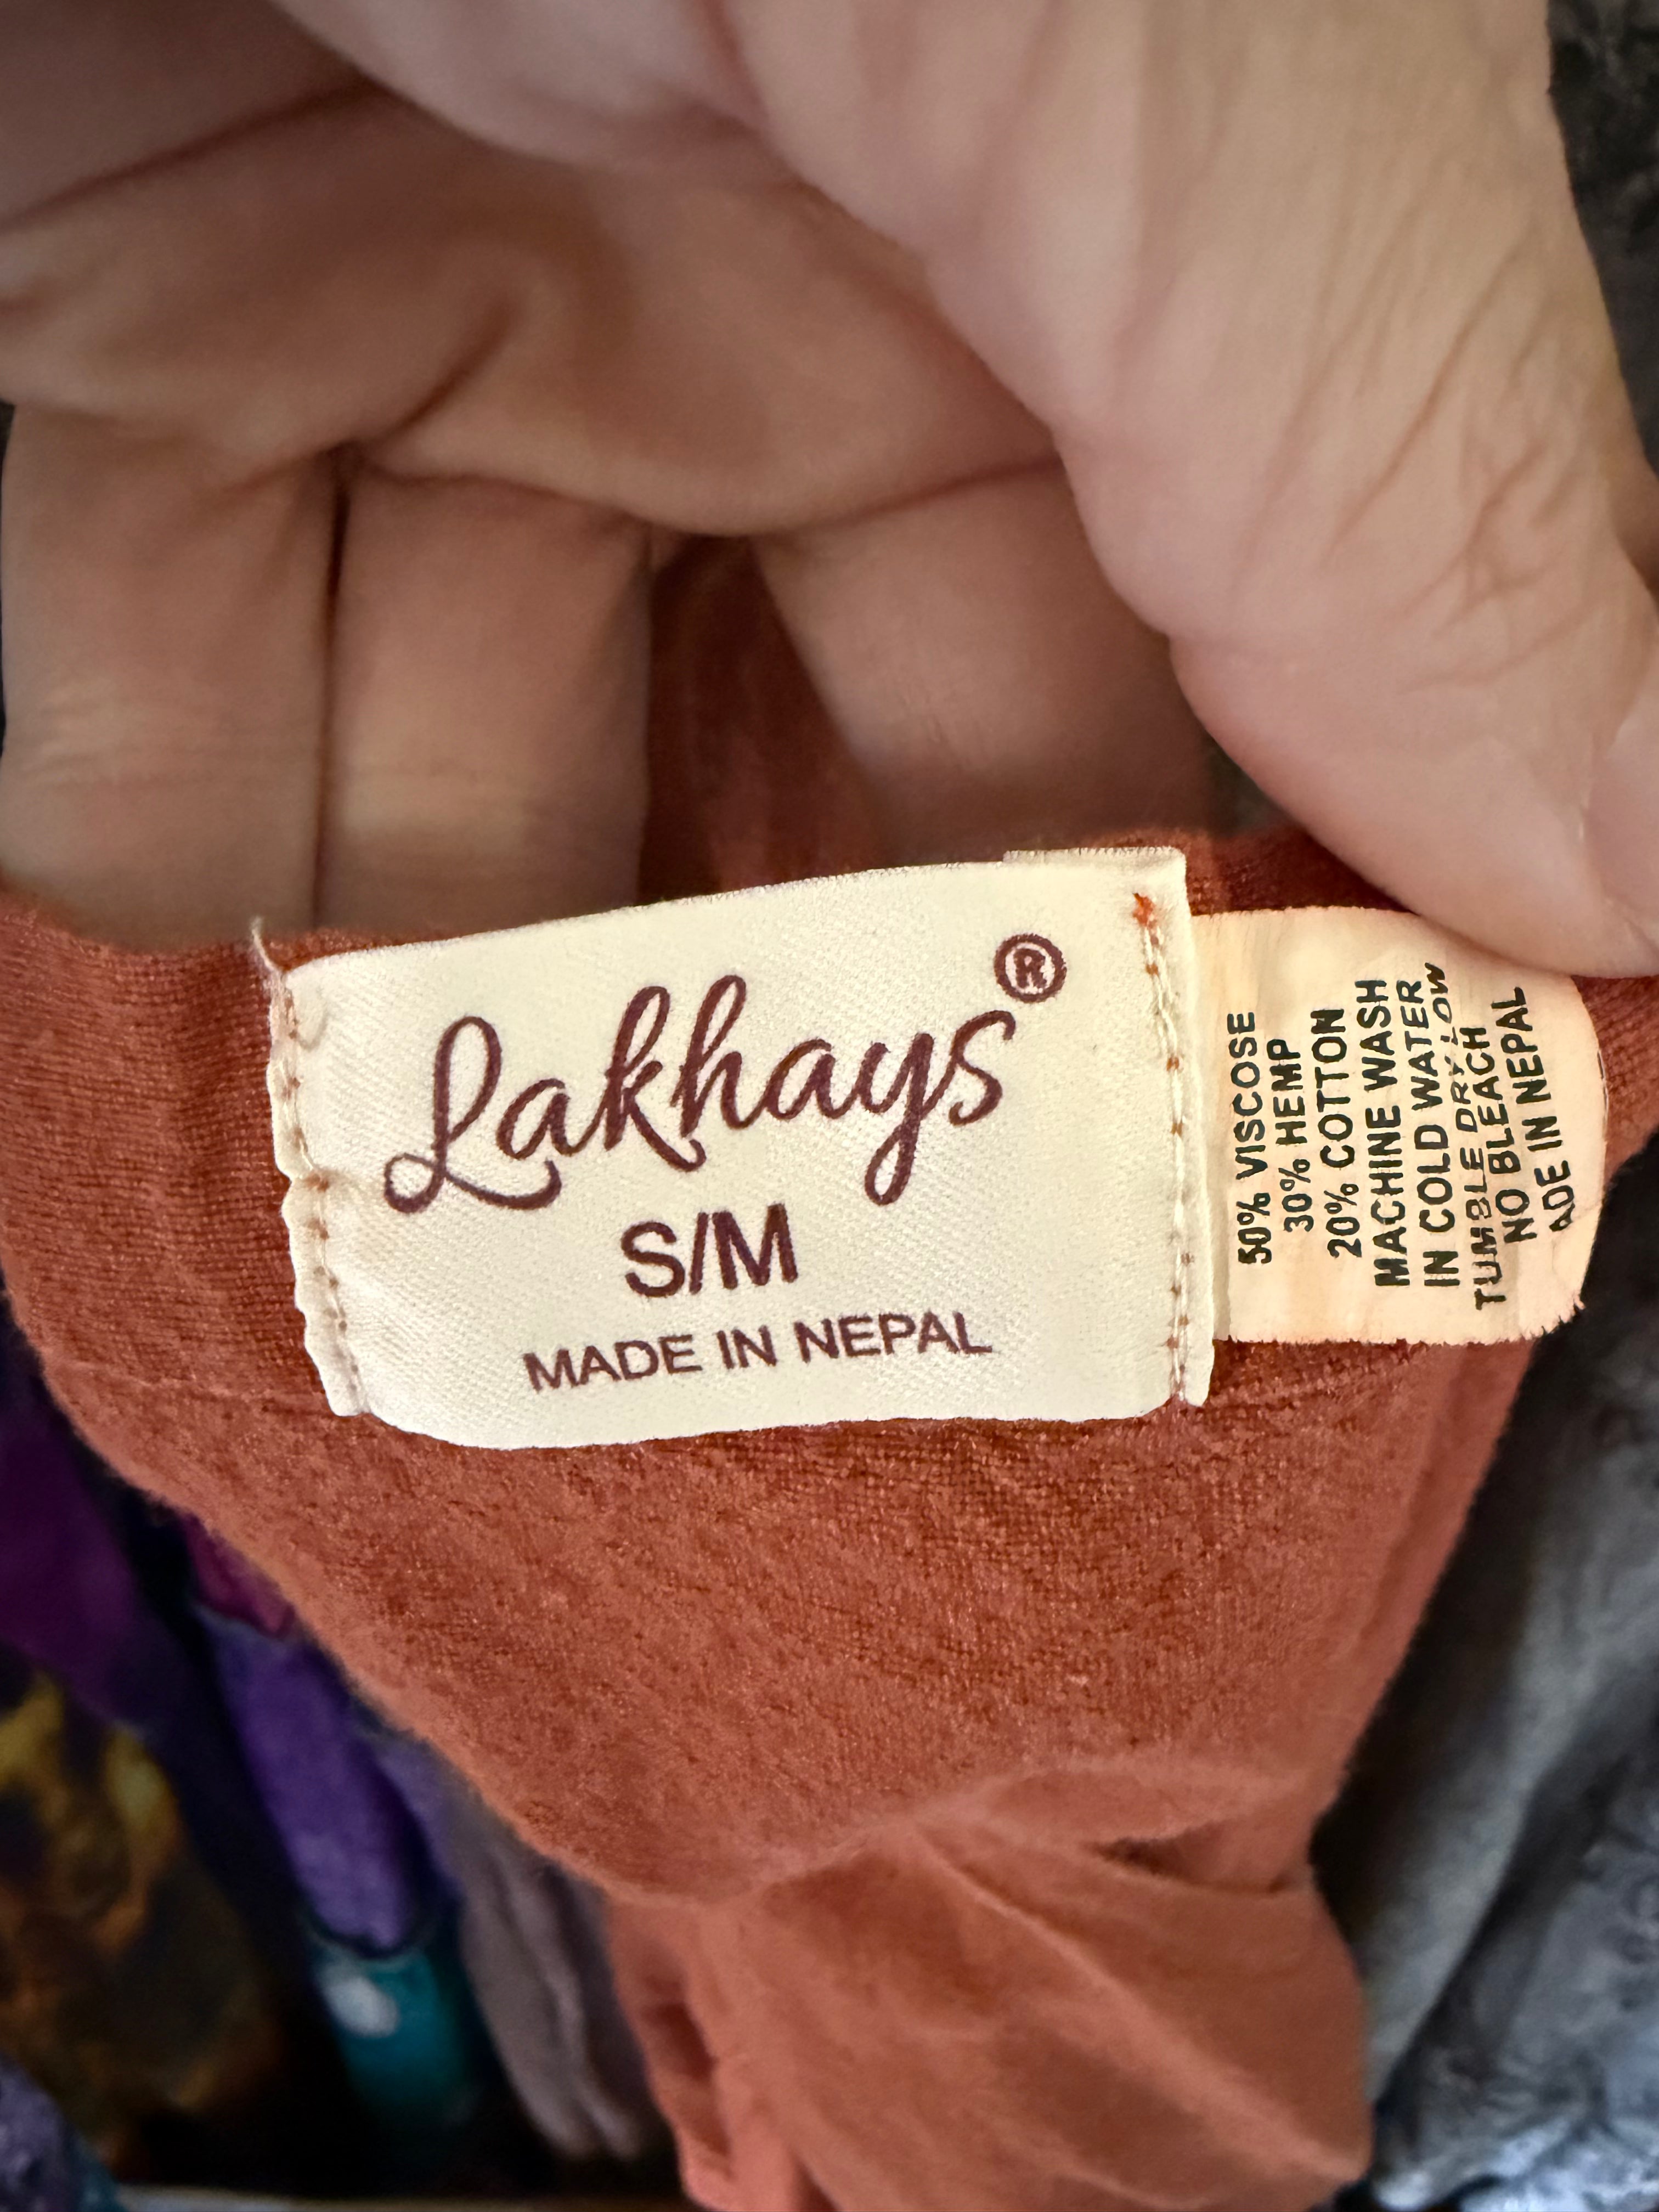 Lakhays®
S/M
MADE IN NEPAL
50% VISCOSE
30% HEMP
20% COTTON
MACHINE WASH
IN COLD WATER
TUMBLE DRY LOW
NO BLEACH
ADE IN NEPAL